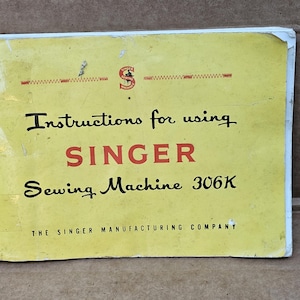 S
Instructions for using
SINGER
Sewing Machine 306K
THE SINGER MANUFACTURING COMPANY